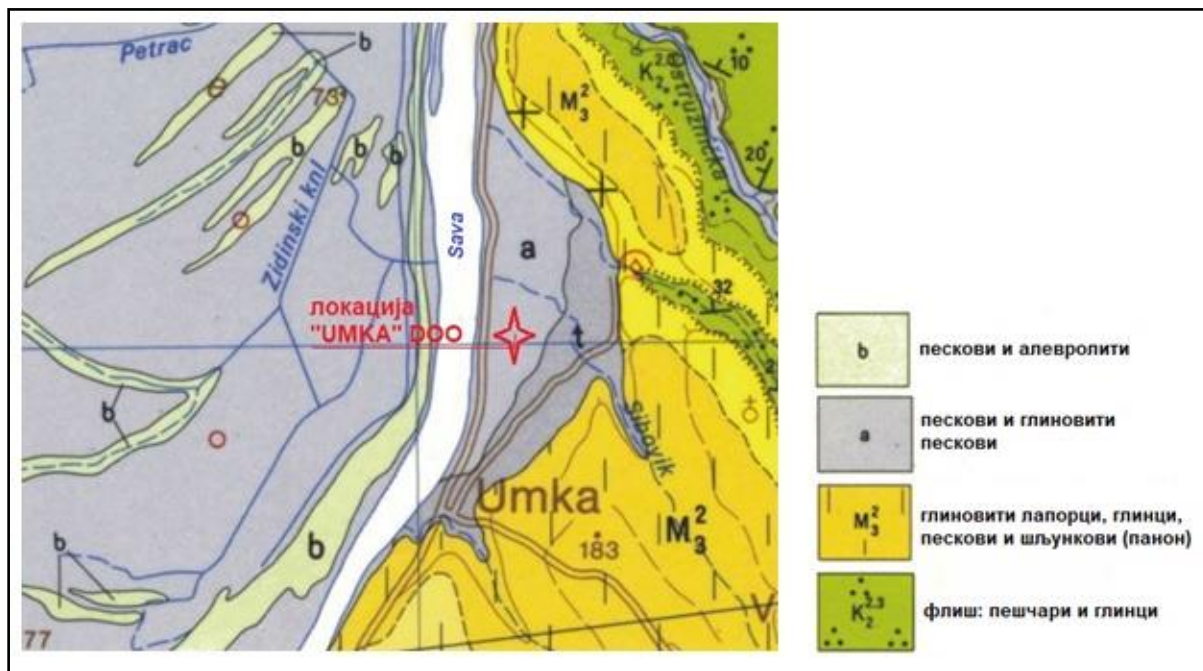 Petrac
b
73
b
b
b
Zidinski knl
Sava
a
t
M₃²
K₂²·³
Ostružnička r.
10
20
32
локација
"UMKA" DOO
b
b
b
77
Sibovik
Umka
183
M₃²
V
b
пескови и алевролити
a
пескови и глиновити
пескови
M₃²
глиновити лапорци, глинци,
пескови и шљункови (панон)
K₂²·³
флиш: пешчари и глинци